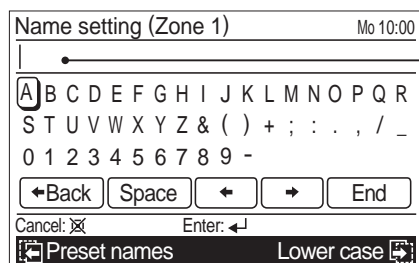 Name setting (Zone 1) Mo 10:00
A B C D E F G H I J K L M N O P Q R
S T U V W X Y Z & ( ) + ; : . , / _
0 1 2 3 4 5 6 7 8 9 -
←Back Space ← → End
Cancel: Enter: ↵
Preset names Lower case